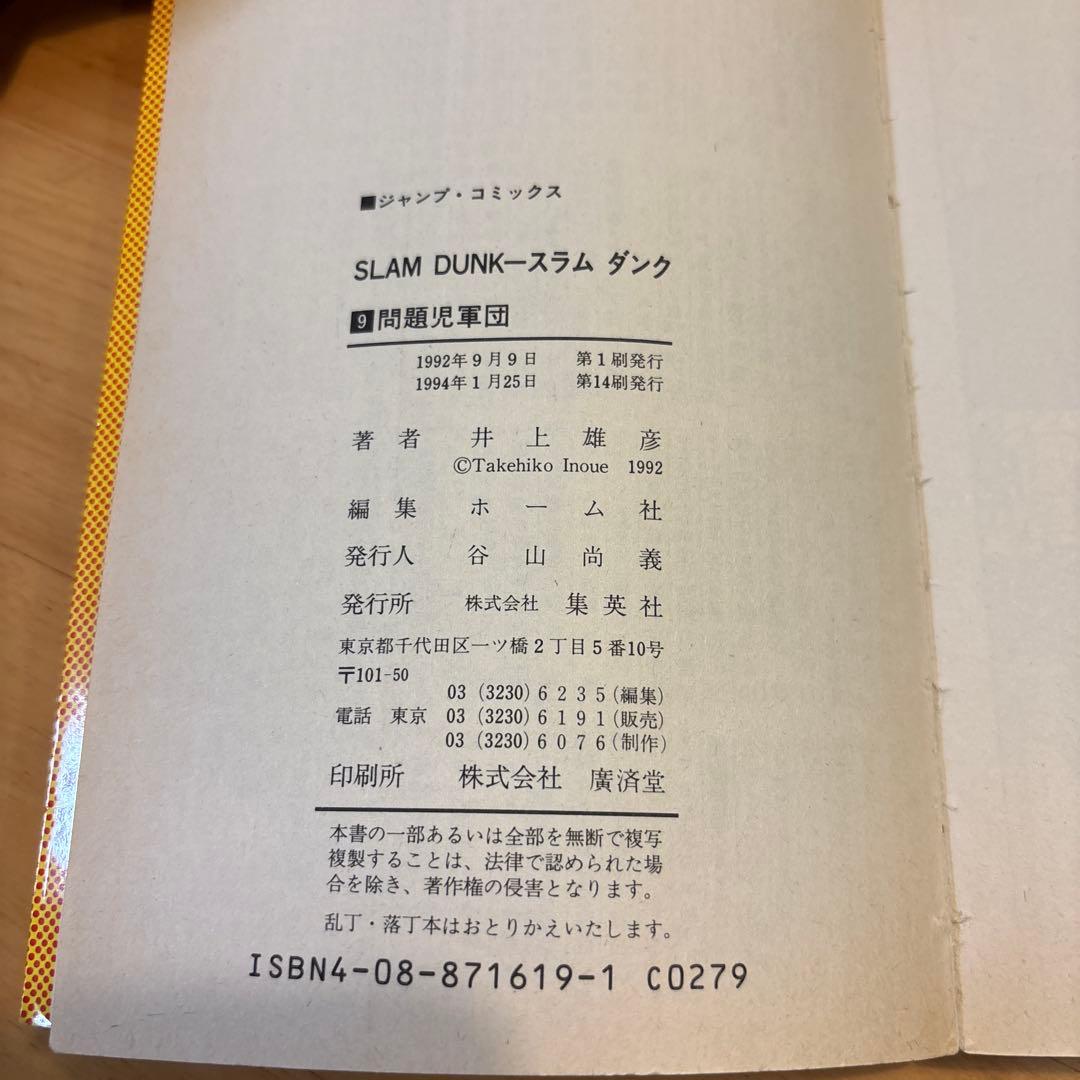 ■ジャンプ・コミックス
SLAM DUNK—スラム ダンク
9 問題児軍団
1992年9月9日 第1刷発行
1994年1月25日 第14刷発行
著者 井上雄彦
©Takehiko Inoue 1992
編集 ホーム社
発行人 谷山尚義
発行所 株式会社 集英社
東京都千代田区一ツ橋2丁目5番10号
〒101-50
03 (3230) 6235 (編集)
電話 東京 03 (3230) 6191 (販売)
03 (3230) 6076 (制作)
印刷所 株式会社 廣済堂
本書の一部あるいは全部を無断で複写
複製することは、法律で認められた場
合を除き、著作権の侵害となります。
乱丁・落丁本はおとりかえいたします。
ISBN4-08-871619-1 C0279